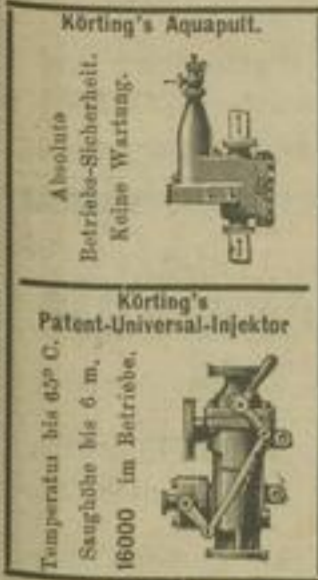 Körting's Aquapult.
Absolute
Betriebs-Sicherheit.
Keine Wartung.
Körting's
Patent-Universal-Injektor
Temperatur bis 65° C.
Saughöhe bis 6 m.
16000 im Betriebe.